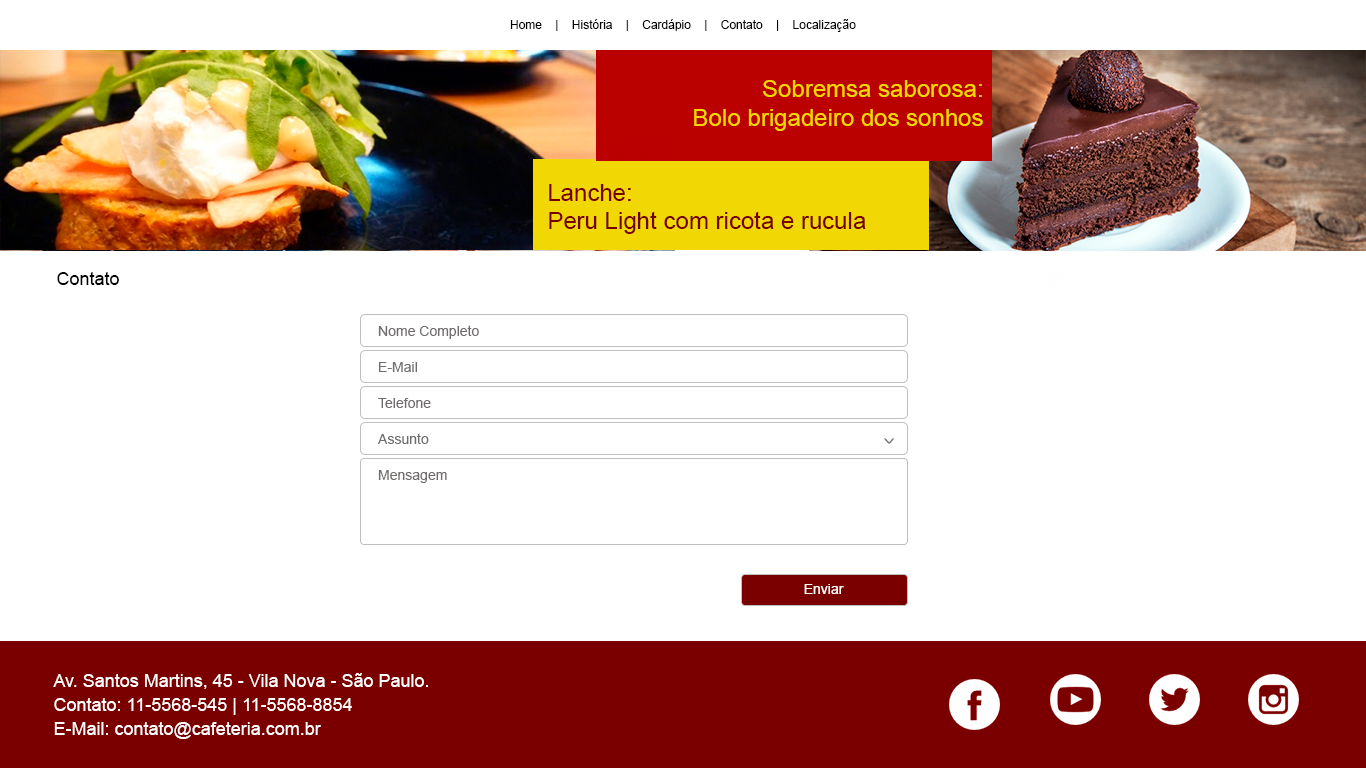 Home | História | Cardápio | Contato | Localização
Sobremsa saborosa:
Bolo brigadeiro dos sonhos
Lanche:
Peru Light com ricota e rucula
Contato
Nome Completo
E-Mail
Telefone
Assunto
Mensagem
Enviar
Av. Santos Martins, 45 - Vila Nova - São Paulo.
Contato: 11-5568-545 | 11-5568-8854
E-Mail: contato@cafeteria.com.br